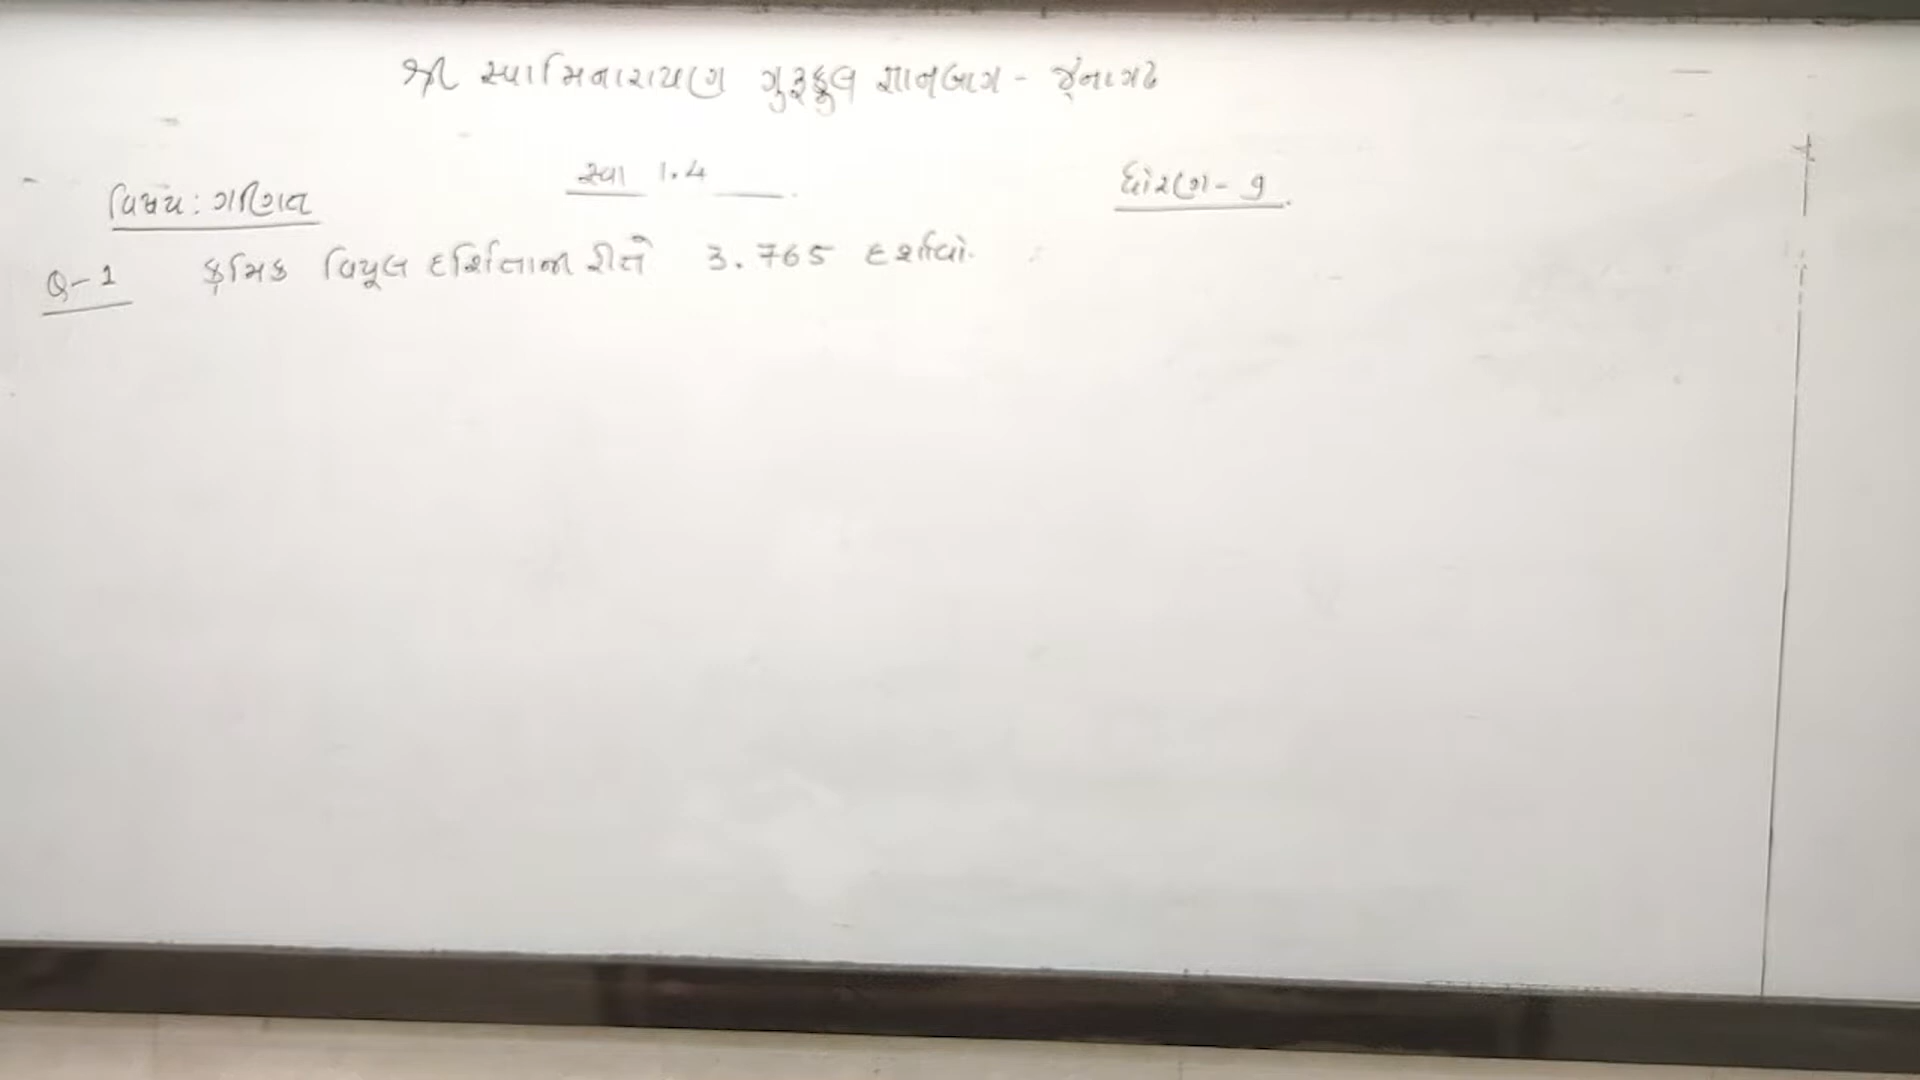 શ્રી સ્વામિનારાયણ ગુરુકુલ જ્ઞાનબાગ - જૂનાગઢ
વિષય: ગણિત સ્વા 1.4 ધોરણ - 9
Q-1 ક્રમિક વિપૂલ દર્શિતાની રીતે 3.765 દર્શાવો.